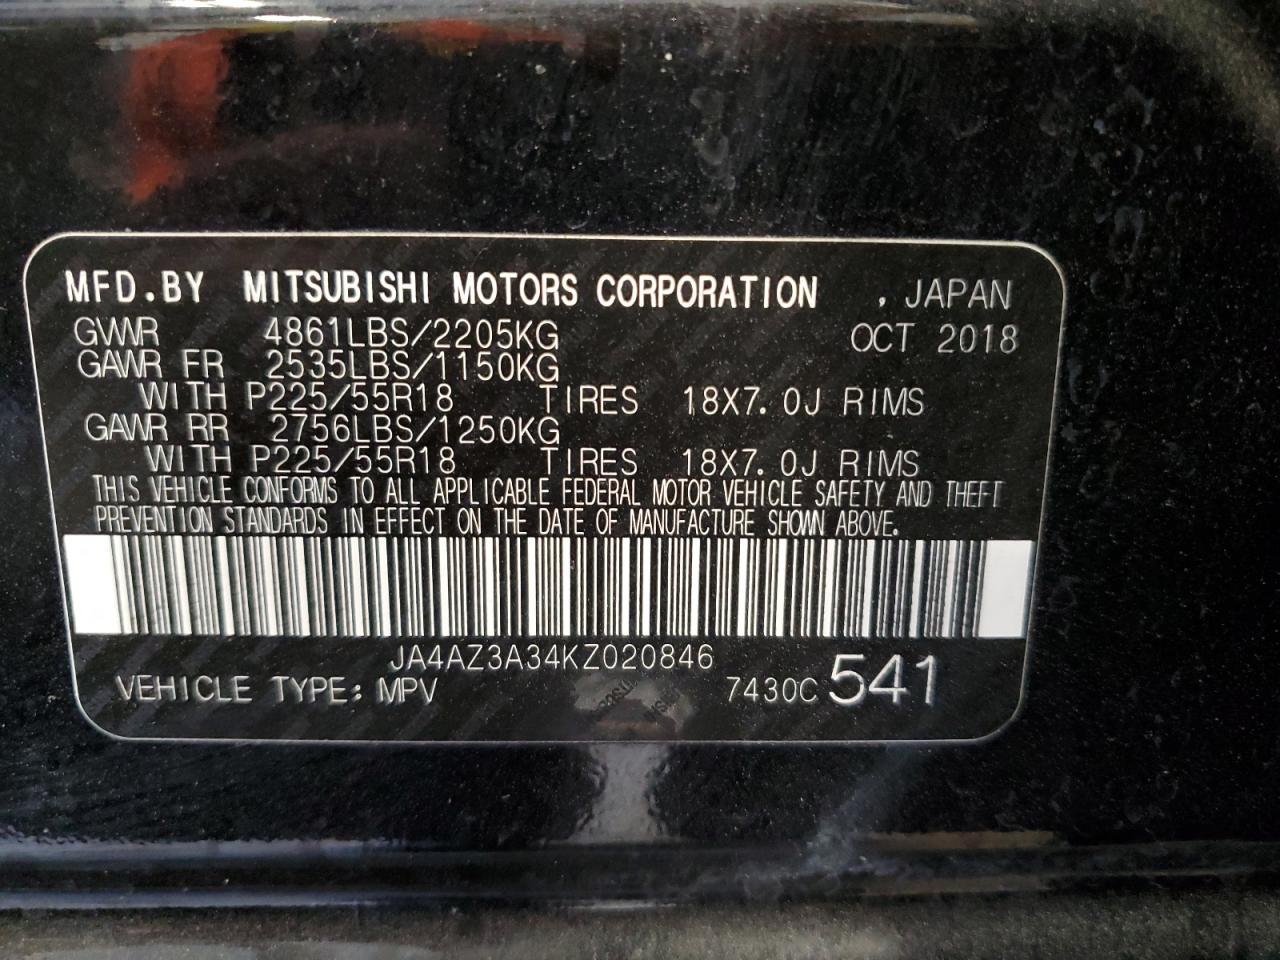 MFD.BY MITSUBISHI MOTORS CORPORATION , JAPAN
GVWR 4861LBS/2205KG OCT 2018
GAWR FR 2535LBS/1150KG
WITH P225/55R18 TIRES 18X7.0J RIMS
GAWR RR 2756LBS/1250KG
WITH P225/55R18 TIRES 18X7.0J RIMS
THIS VEHICLE CONFORMS TO ALL APPLICABLE FEDERAL MOTOR VEHICLE SAFETY AND THEFT
PREVENTION STANDARDS IN EFFECT ON THE DATE OF MANUFACTURE SHOWN ABOVE.
JA4AZ3A34KZ020846
VEHICLE TYPE: MPV 7430C 541